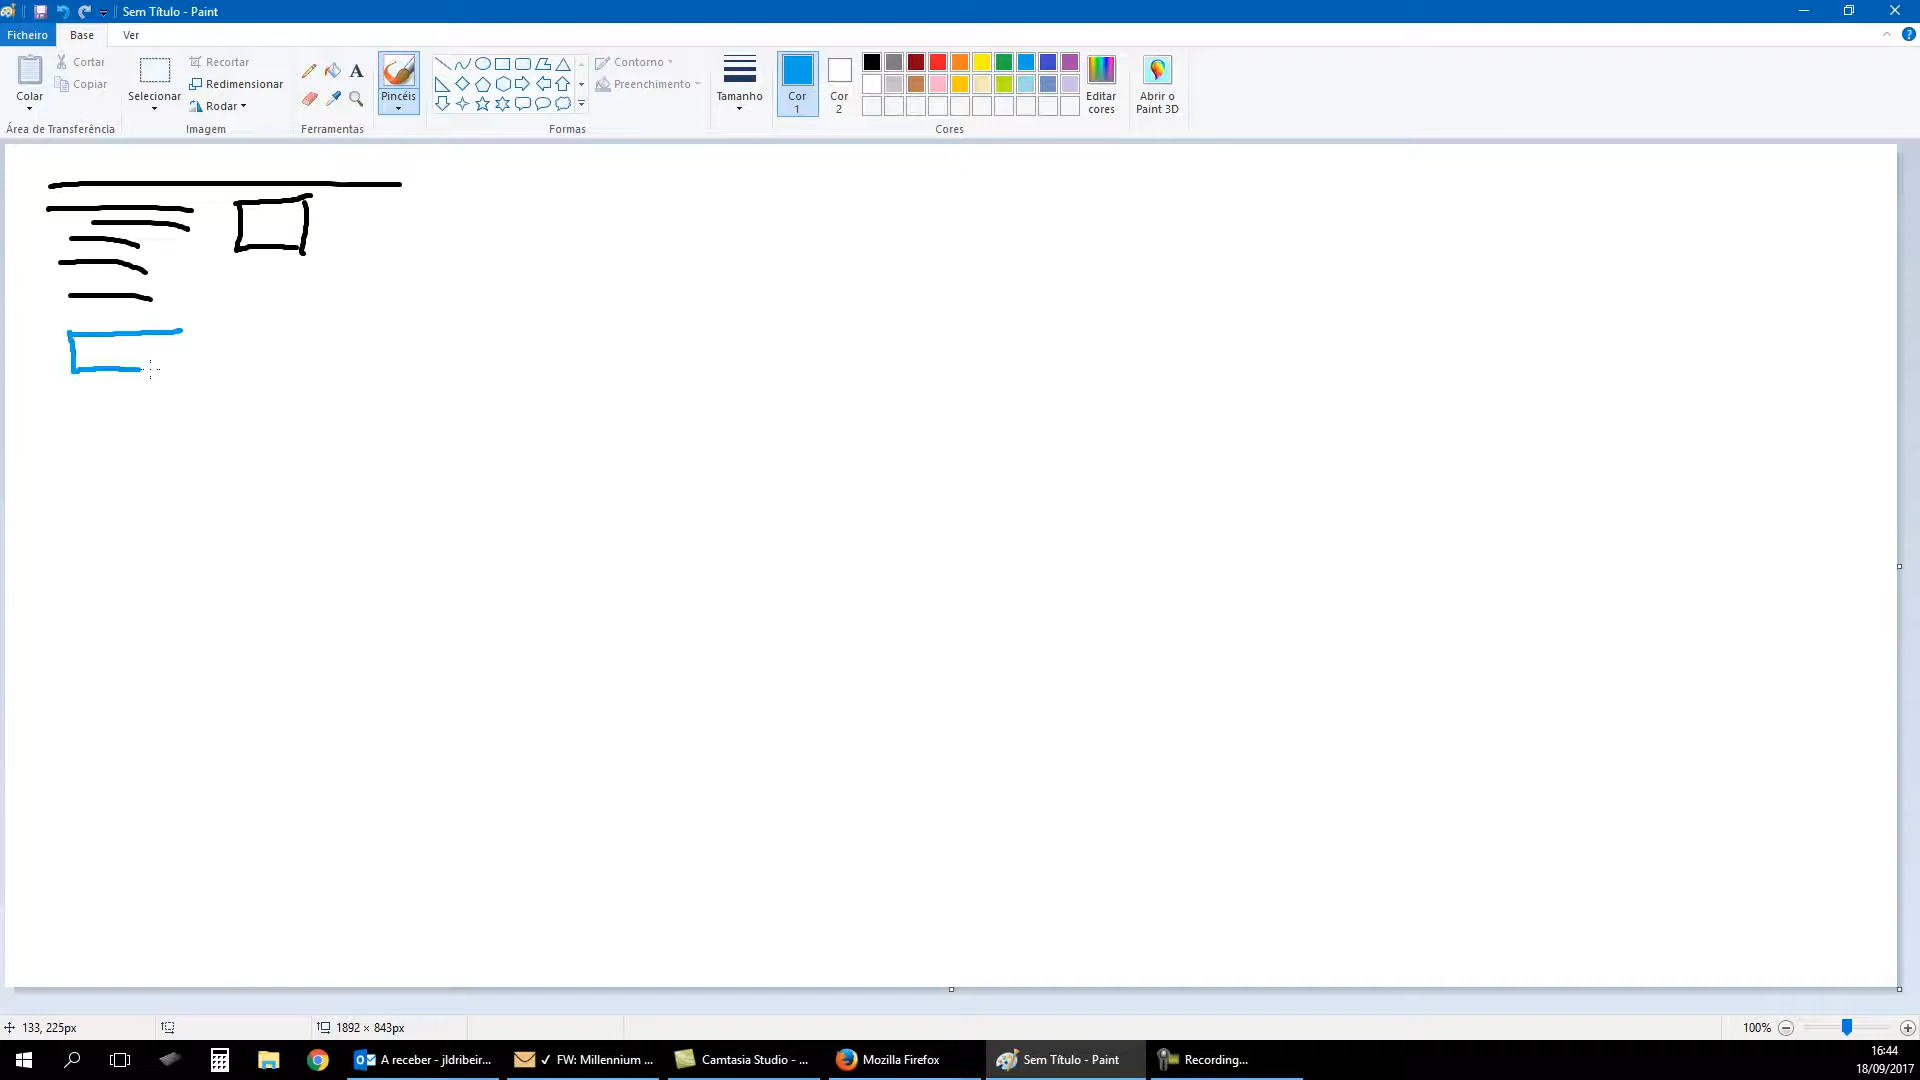 Sem Título - Paint
Ficheiro Base Ver
Colar
Cortar
Copiar
Área de Transferência
Selecionar
Recortar
Redimensionar
Rodar
Imagem
A
Ferramentas
Pincéis
Formas
Contorno
Preenchimento
Tamanho
Cor 1
Cor 2
Cores
Editar cores
Abrir o Paint 3D
133, 225px
1892 × 843px
100%
A receber - jldribeir...
FW: Millennium ...
Camtasia Studio - ...
Mozilla Firefox
Sem Título - Paint
Recording...
16:44
18/09/2017